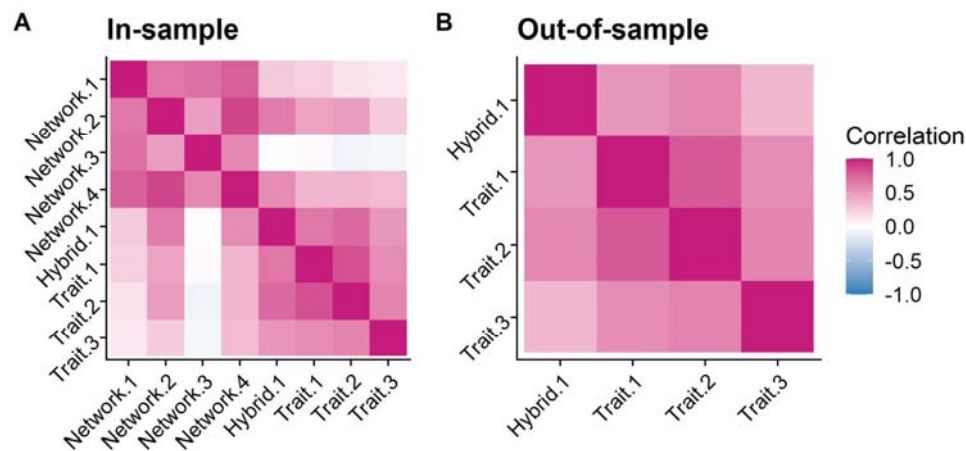 A In-sample
Network.1
Network.2
Network.3
Network.4
Hybrid.1
Trait.1
Trait.2
Trait.3
Network.1 Network.2 Network.3 Network.4 Hybrid.1 Trait.1 Trait.2 Trait.3
B Out-of-sample
Hybrid.1
Trait.1
Trait.2
Trait.3
Hybrid.1 Trait.1 Trait.2 Trait.3
Correlation
1.0
0.5
0.0
-0.5
-1.0